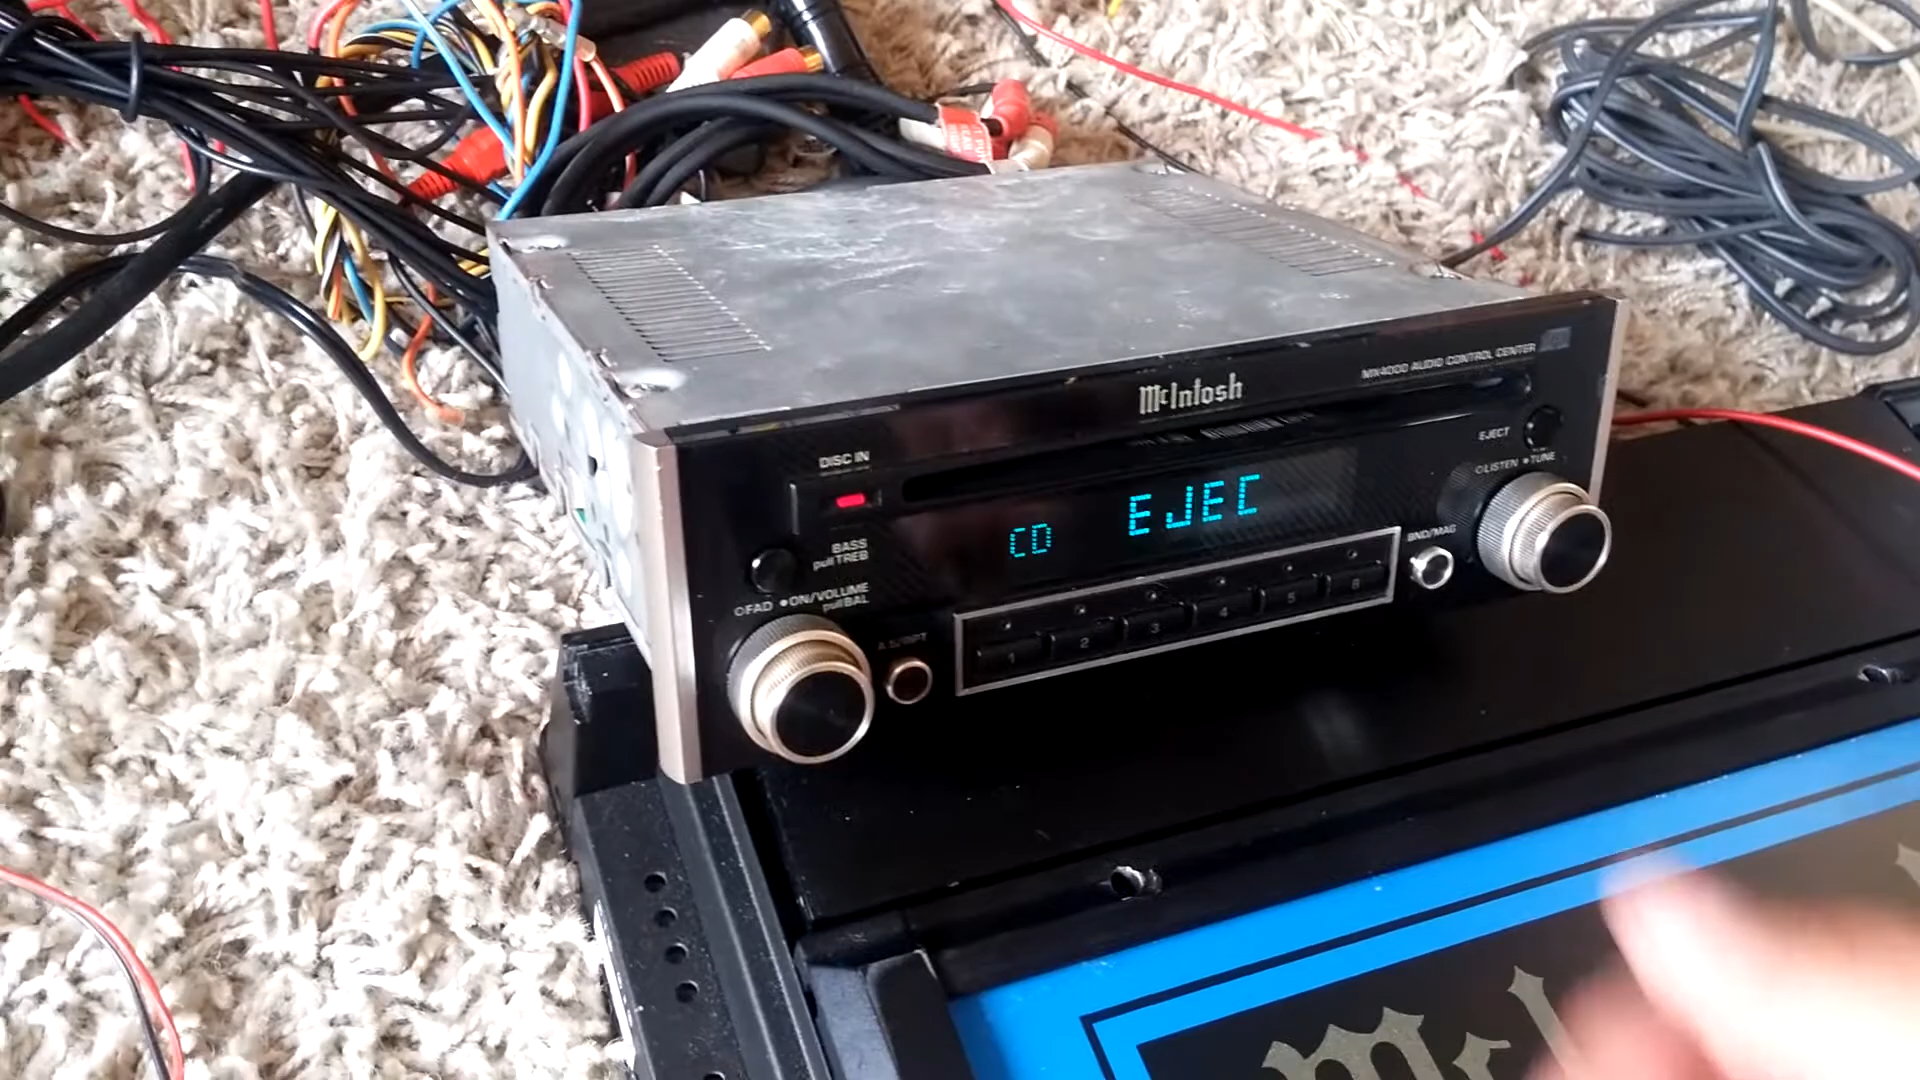 McIntosh
MX4000 AUDIO CONTROL CENTER
DISC IN
EJECT
○LISTEN ●TUNE
CD EJEC
BASS
pull TREB
BND/MAG
○FAD ●ON/VOLUME
pull BAL
1 2 3 4 5 6
Mc